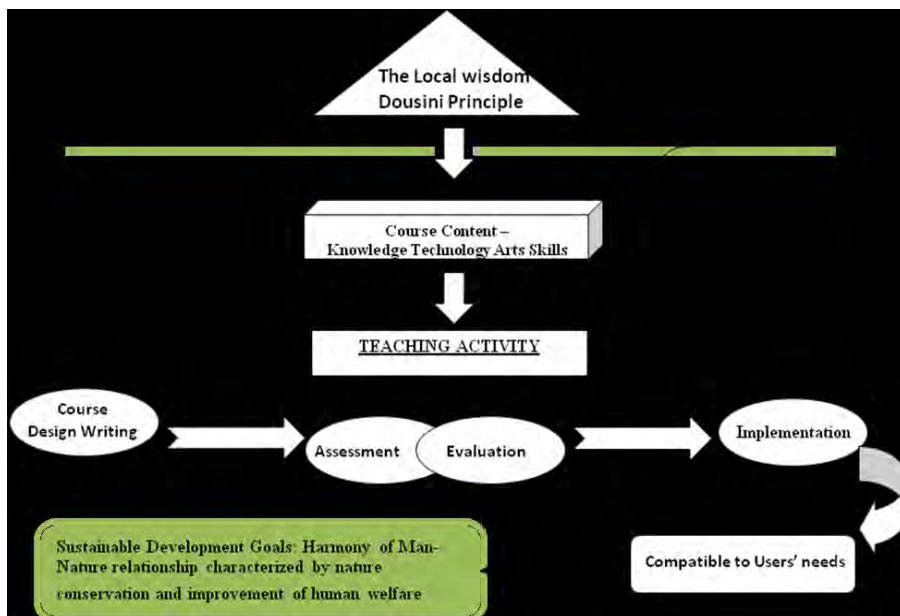 The Local wisdom
Dousini Principle
Course Content –
Knowledge Technology Arts Skills
TEACHING ACTIVITY
Course
Design Writing
Assessment
Evaluation
Implementation
Sustainable Development Goals: Harmony of Man-
Nature relationship characterized by nature
conservation and improvement of human welfare
Compatible to Users' needs